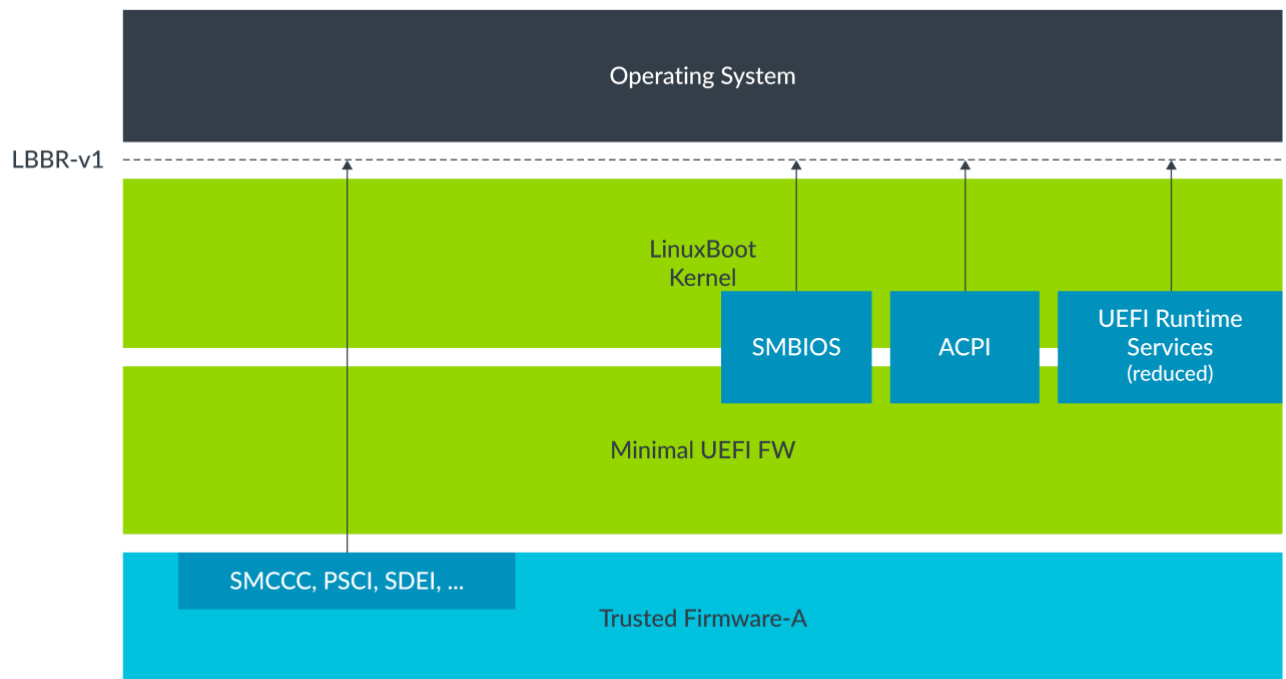 Operating System
LBBR-v1
LinuxBoot
Kernel
SMBIOS
ACPI
UEFI Runtime
Services
(reduced)
Minimal UEFI FW
SMCCC, PSCI, SDEI, ...
Trusted Firmware-A